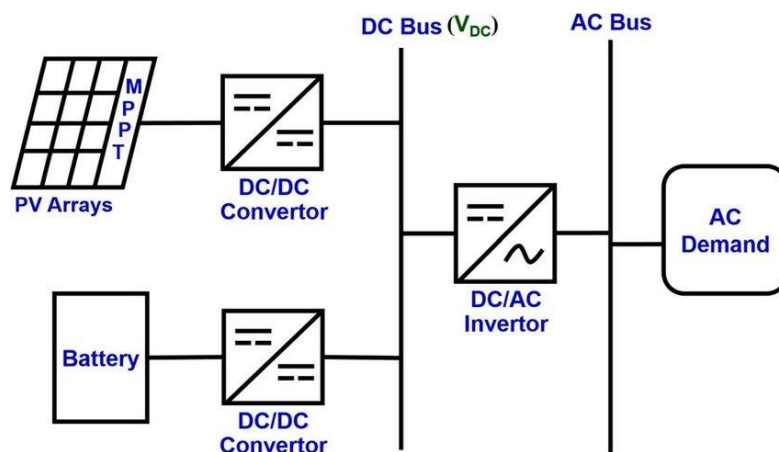 DC Bus (VDC)
AC Bus
MPPT
PV Arrays
DC/DC
Convertor
AC
Demand
DC/AC
Invertor
Battery
DC/DC
Convertor